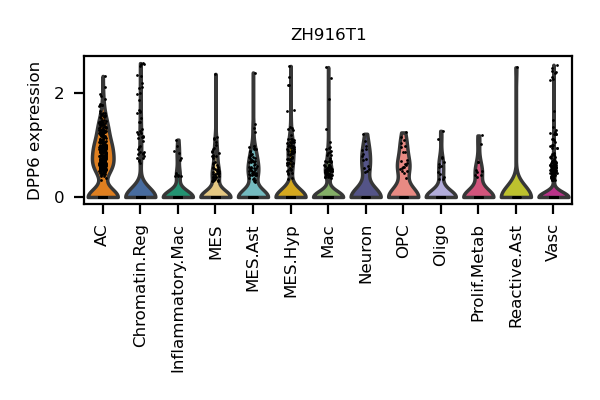 ZH916T1
DPP6 expression
2
0
AC
Chromatin.Reg
Inflammatory.Mac
MES
MES.Ast
MES.Hyp
Mac
Neuron
OPC
Oligo
Prolif.Metab
Reactive.Ast
Vasc